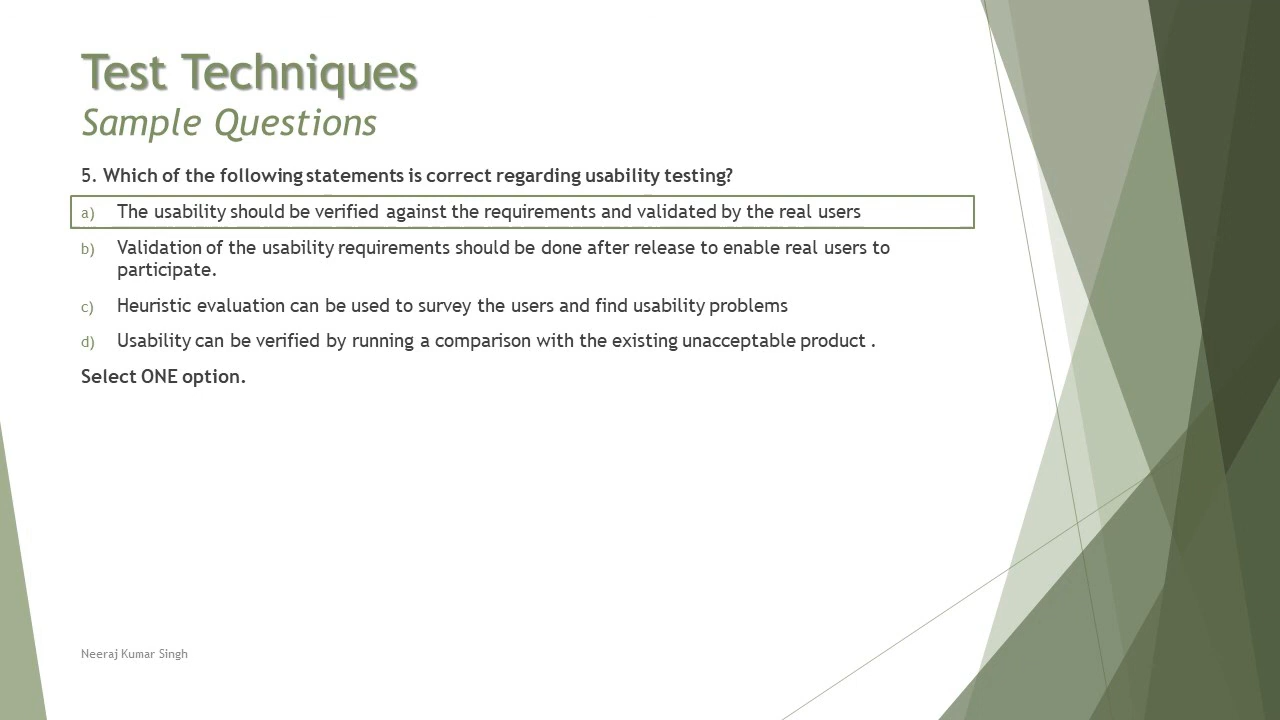 Test Techniques
Sample Questions
5. Which of the following statements is correct regarding usability testing?
a) The usability should be verified against the requirements and validated by the real users
b) Validation of the usability requirements should be done after release to enable real users to
participate.
c) Heuristic evaluation can be used to survey the users and find usability problems
d) Usability can be verified by running a comparison with the existing unacceptable product .
Select ONE option.
Neeraj Kumar Singh